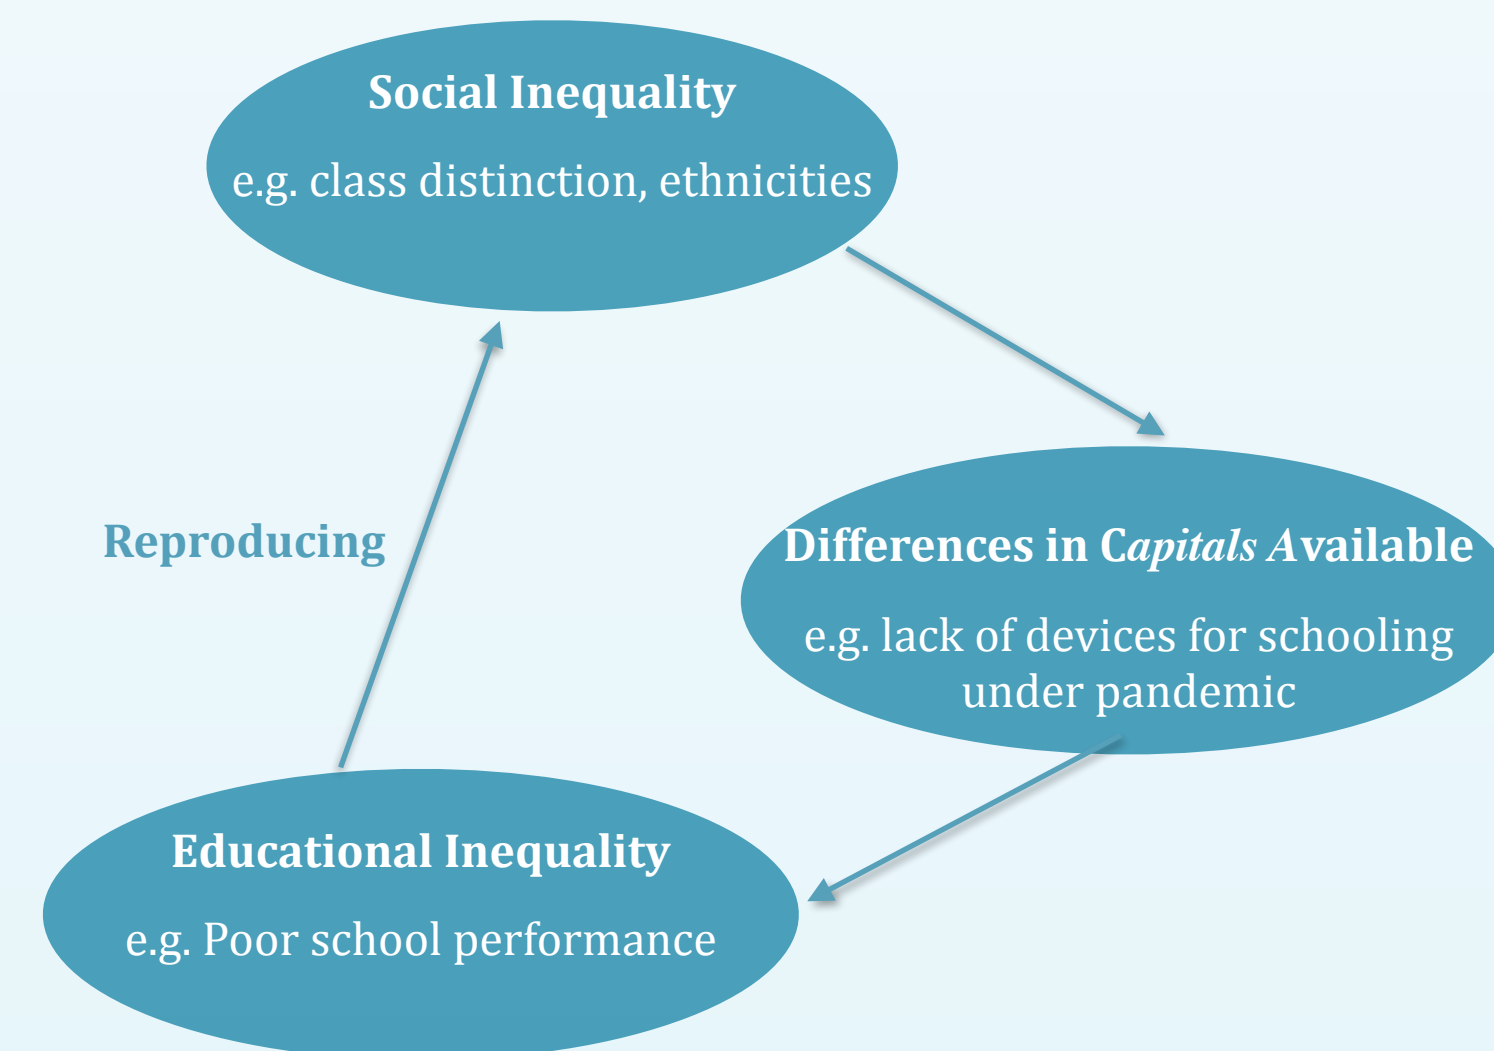 Social Inequality
e.g. class distinction, ethnicities
Reproducing
Differences in Capitals Available
e.g. lack of devices for schooling
under pandemic
Educational Inequality
e.g. Poor school performance